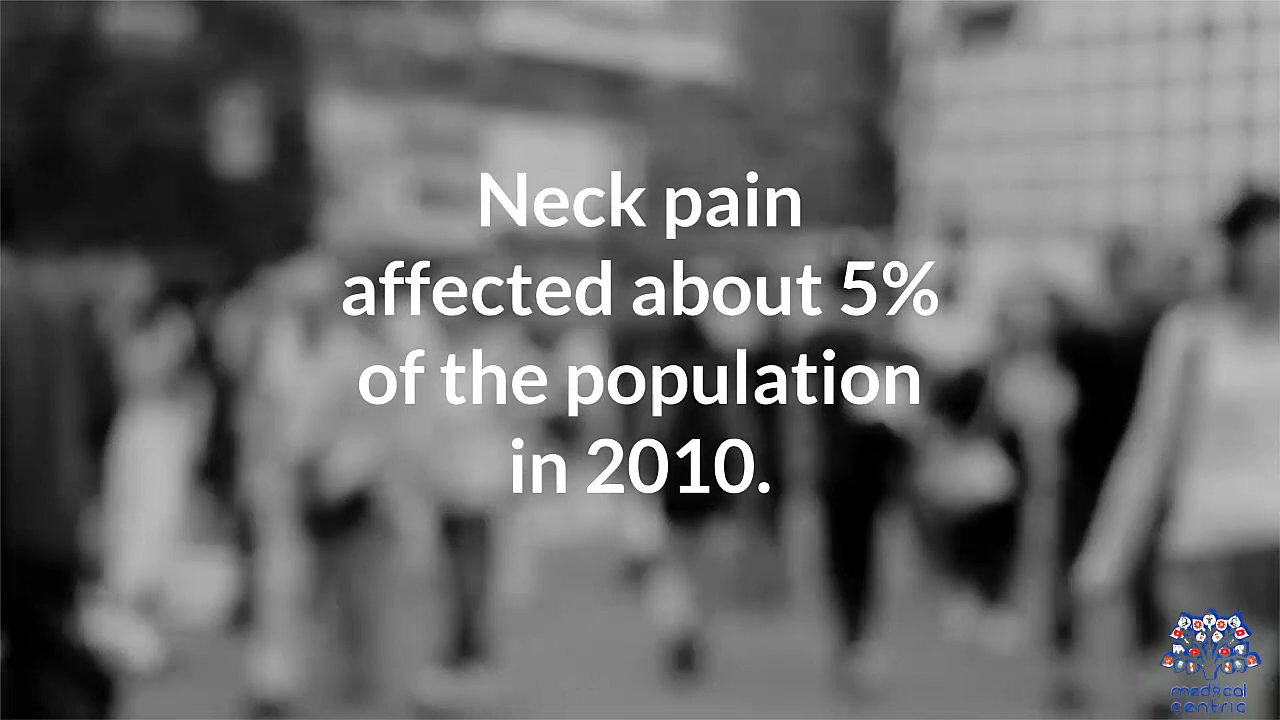 Neck pain
affected about 5%
of the population
in 2010.
medical
centric